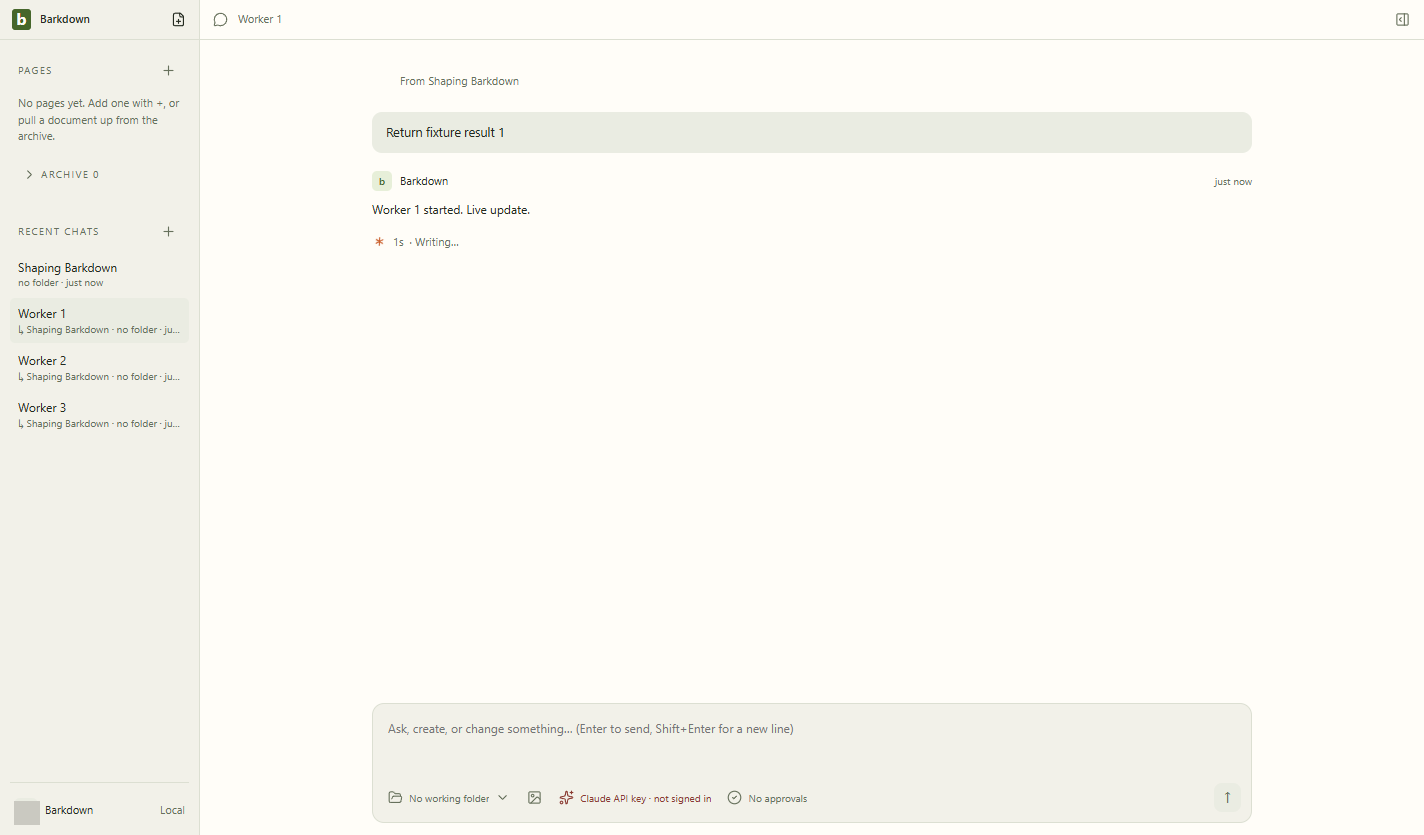 b Barkdown
PAGES
No pages yet. Add one with +, or
pull a document up from the
archive.
ARCHIVE 0
RECENT CHATS
Shaping Barkdown
no folder · just now
Worker 1
↳ Shaping Barkdown · no folder · ju...
Worker 2
↳ Shaping Barkdown · no folder · ju...
Worker 3
↳ Shaping Barkdown · no folder · ju...
Barkdown Local
Worker 1
From Shaping Barkdown
Return fixture result 1
b Barkdown just now
Worker 1 started. Live update.
1s · Writing...
Ask, create, or change something... (Enter to send, Shift+Enter for a new line)
No working folder Claude API key · not signed in No approvals